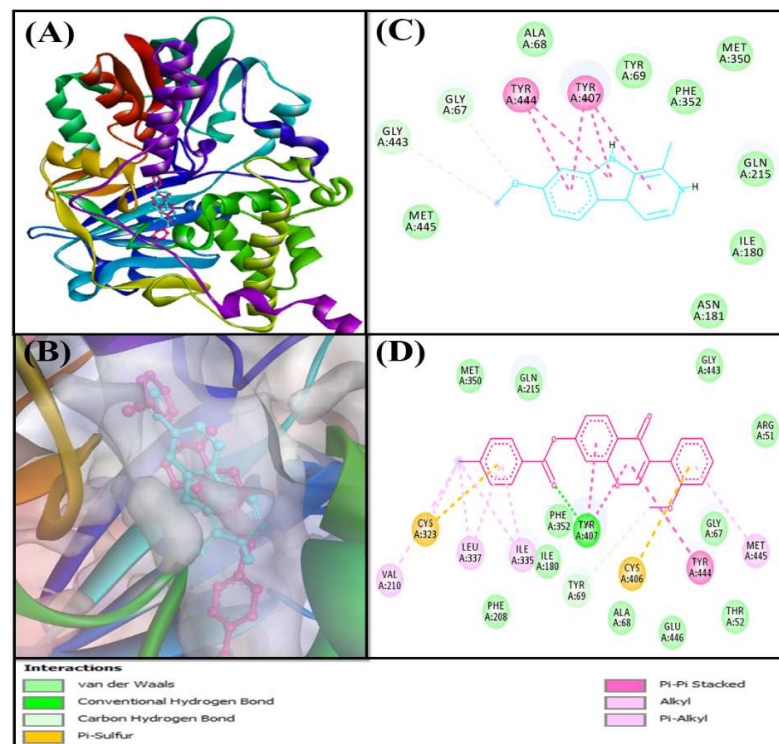 (A)
(B)
(C)
ALA
A:68
MET
A:350
TYR
A:444
TYR
A:407
TYR
A:69
PHE
A:352
GLY
A:67
GLY
A:443
H
N
O
N
H
GLN
A:215
MET
A:445
ILE
A:180
ASN
A:181
(D)
MET
A:350
GLN
A:215
GLY
A:443
ARG
A:51
O
O
O
O
CYS
A:323
PHE
A:352
TYR
A:407
GLY
A:67
VAL
A:210
LEU
A:337
ILE
A:335
ILE
A:180
TYR
A:69
CYS
A:406
TYR
A:444
MET
A:445
PHE
A:208
ALA
A:68
GLU
A:446
THR
A:52
Interactions
van der Waals
Conventional Hydrogen Bond
Carbon Hydrogen Bond
Pi-Sulfur
Pi-Pi Stacked
Alkyl
Pi-Alkyl